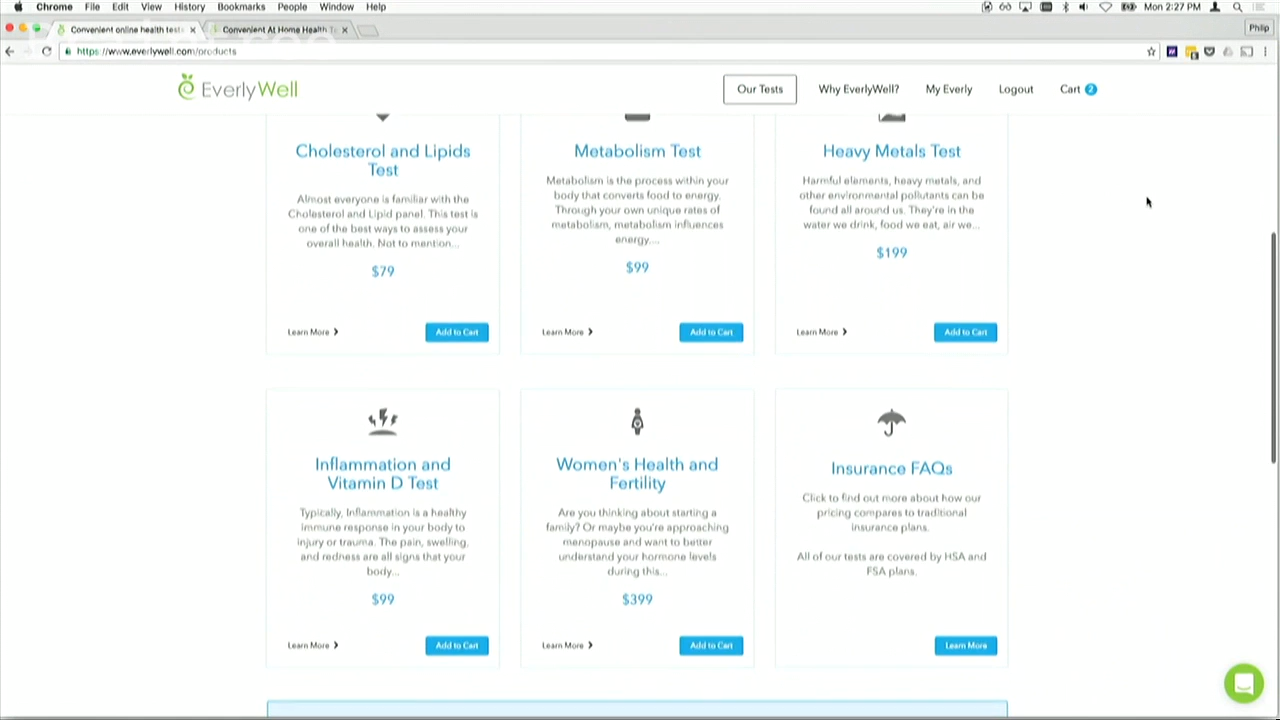 Chrome File Edit View History Bookmarks People Window Help
Mon 2:27 PM
Convenient online health test
Convenient At Home Health Te
Philip
https://www.everlywell.com/products
EverlyWell
Our Tests
Why EverlyWell?
My Everly
Logout
Cart 2
Cholesterol and Lipids
Test
Almost everyone is familiar with the
Cholesterol and Lipid panel. This test is
one of the best ways to assess your
overall health. Not to mention...
$79
Learn More
Add to Cart
Metabolism Test
Metabolism is the process within your
body that converts food to energy.
Through your own unique rates of
metabolism, metabolism influences
energy....
$99
Learn More
Add to Cart
Heavy Metals Test
Harmful elements, heavy metals, and
other environmental pollutants can be
found all around us. They're in the
water we drink, food we eat, air we...
$199
Learn More
Add to Cart
Inflammation and
Vitamin D Test
Typically, Inflammation is a healthy
immune response in your body to
injury or trauma. The pain, swelling,
and redness are all signs that your
body...
$99
Learn More
Add to Cart
Women's Health and
Fertility
Are you thinking about starting a
family? Or maybe you're approaching
menopause and want to better
understand your hormone levels
during this...
$399
Learn More
Add to Cart
Insurance FAQs
Click to find out more about how our
pricing compares to traditional
insurance plans.
All of our tests are covered by HSA and
FSA plans.
Learn More